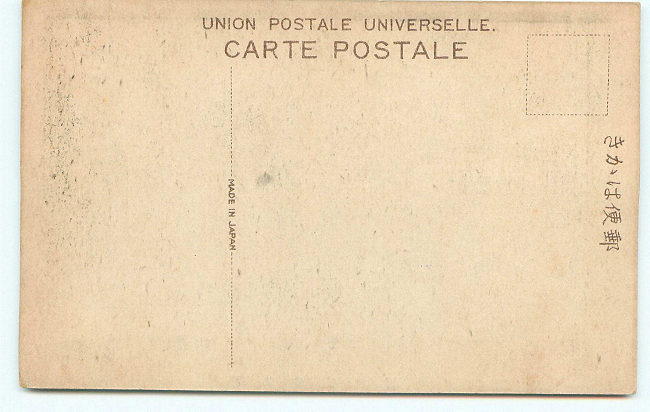 UNION POSTALE UNIVERSELLE.
CARTE POSTALE
MADE IN JAPAN
郵便はがき